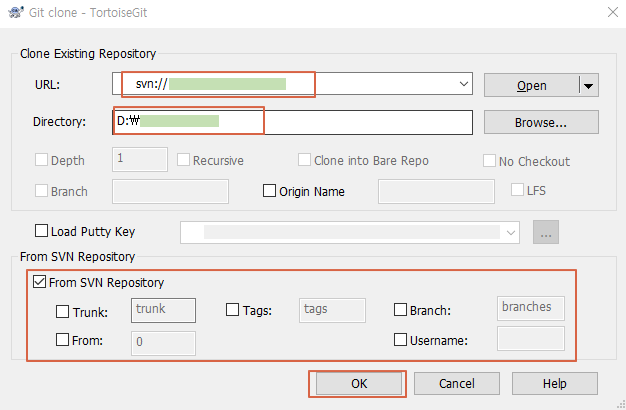 Git clone - TortoiseGit
Clone Existing Repository
URL: svn:// Open
Directory: D:₩ Browse...
Depth 1 Recursive Clone into Bare Repo No Checkout
Branch Origin Name LFS
Load Putty Key ...
From SVN Repository
From SVN Repository
Trunk: trunk Tags: tags Branch: branches
From: 0 Username:
OK Cancel Help